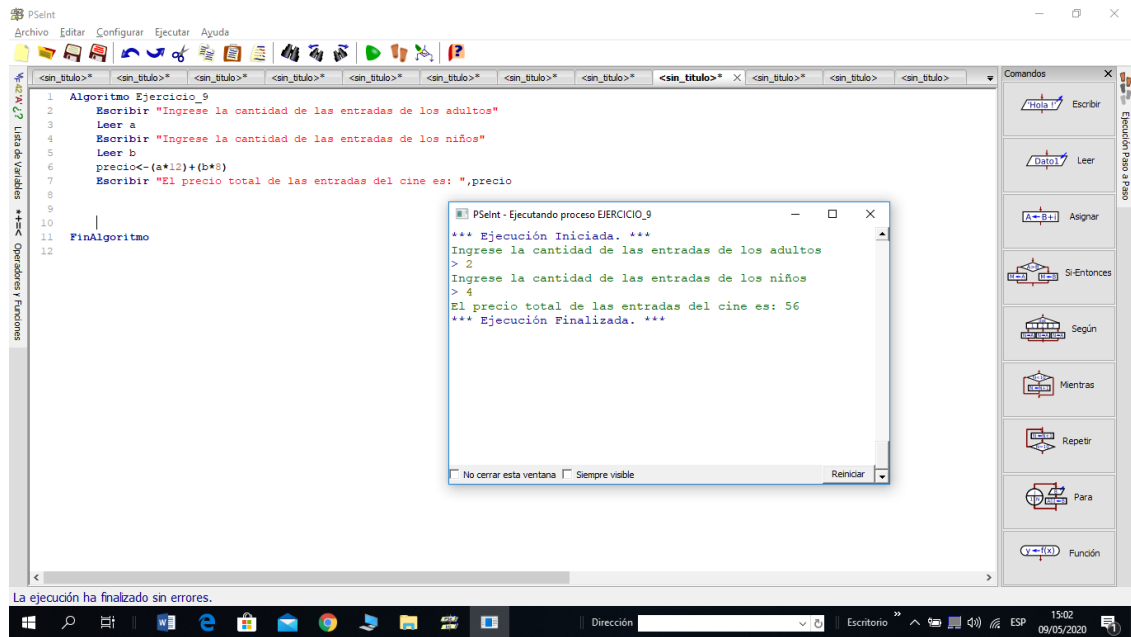 PSeInt
Archivo Editar Configurar Ejecutar Ayuda
<sin_titulo>* <sin_titulo>* <sin_titulo>* <sin_titulo>* <sin_titulo>* <sin_titulo>* <sin_titulo>* <sin_titulo>* <sin_titulo>* <sin_titulo>* <sin_titulo> <sin_titulo>
1 Algoritmo Ejercicio_9
2 Escribir "Ingrese la cantidad de las entradas de los adultos"
3 Leer a
4 Escribir "Ingrese la cantidad de las entradas de los niños"
5 Leer b
6 precio<-(a*12)+(b*8)
7 Escribir "El precio total de las entradas del cine es: ",precio
8
9
10
11 FinAlgoritmo
12
Lista de Variables
Operadores y Funciones
PSeInt - Ejecutando proceso EJERCICIO_9
*** Ejecución Iniciada. ***
Ingrese la cantidad de las entradas de los adultos
> 2
Ingrese la cantidad de las entradas de los niños
> 4
El precio total de las entradas del cine es: 56
*** Ejecución Finalizada. ***
No cerrar esta ventana Siempre visible Reiniciar
Comandos
'Hola !' Escribir
Dato1 Leer
A←B+i Asignar
Si-Entonces
Según
Mientras
Repetir
Para
y←f(x) Función
Ejecución Paso a Paso
La ejecución ha finalizado sin errores.
Dirección
Escritorio
ESP
15:02
09/05/2020